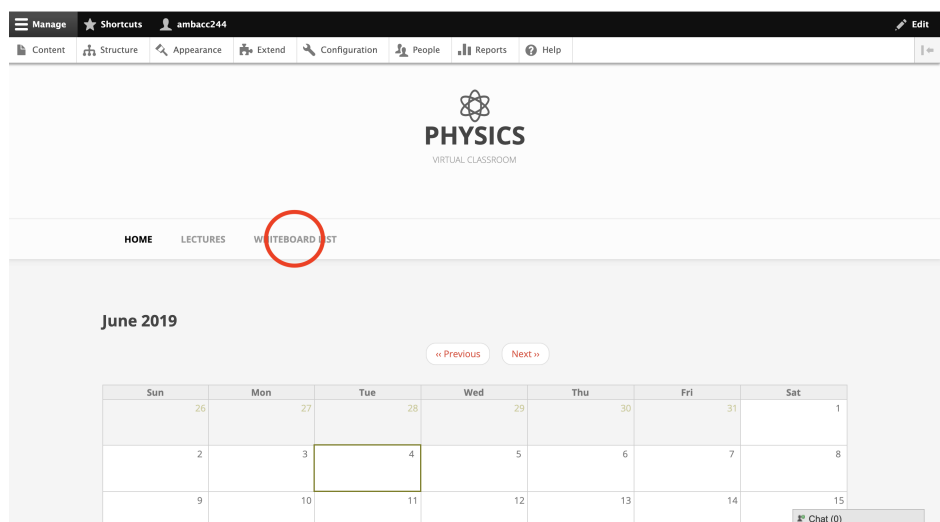 Manage Shortcuts ambacc244 Edit
Content Structure Appearance Extend Configuration People Reports Help
PHYSICS
VIRTUAL CLASSROOM
HOME LECTURES WHITEBOARD LIST
June 2019
‹‹ Previous Next ››
Sun Mon Tue Wed Thu Fri Sat
26 27 28 29 30 31 1
2 3 4 5 6 7 8
9 10 11 12 13 14 15
Chat (0)